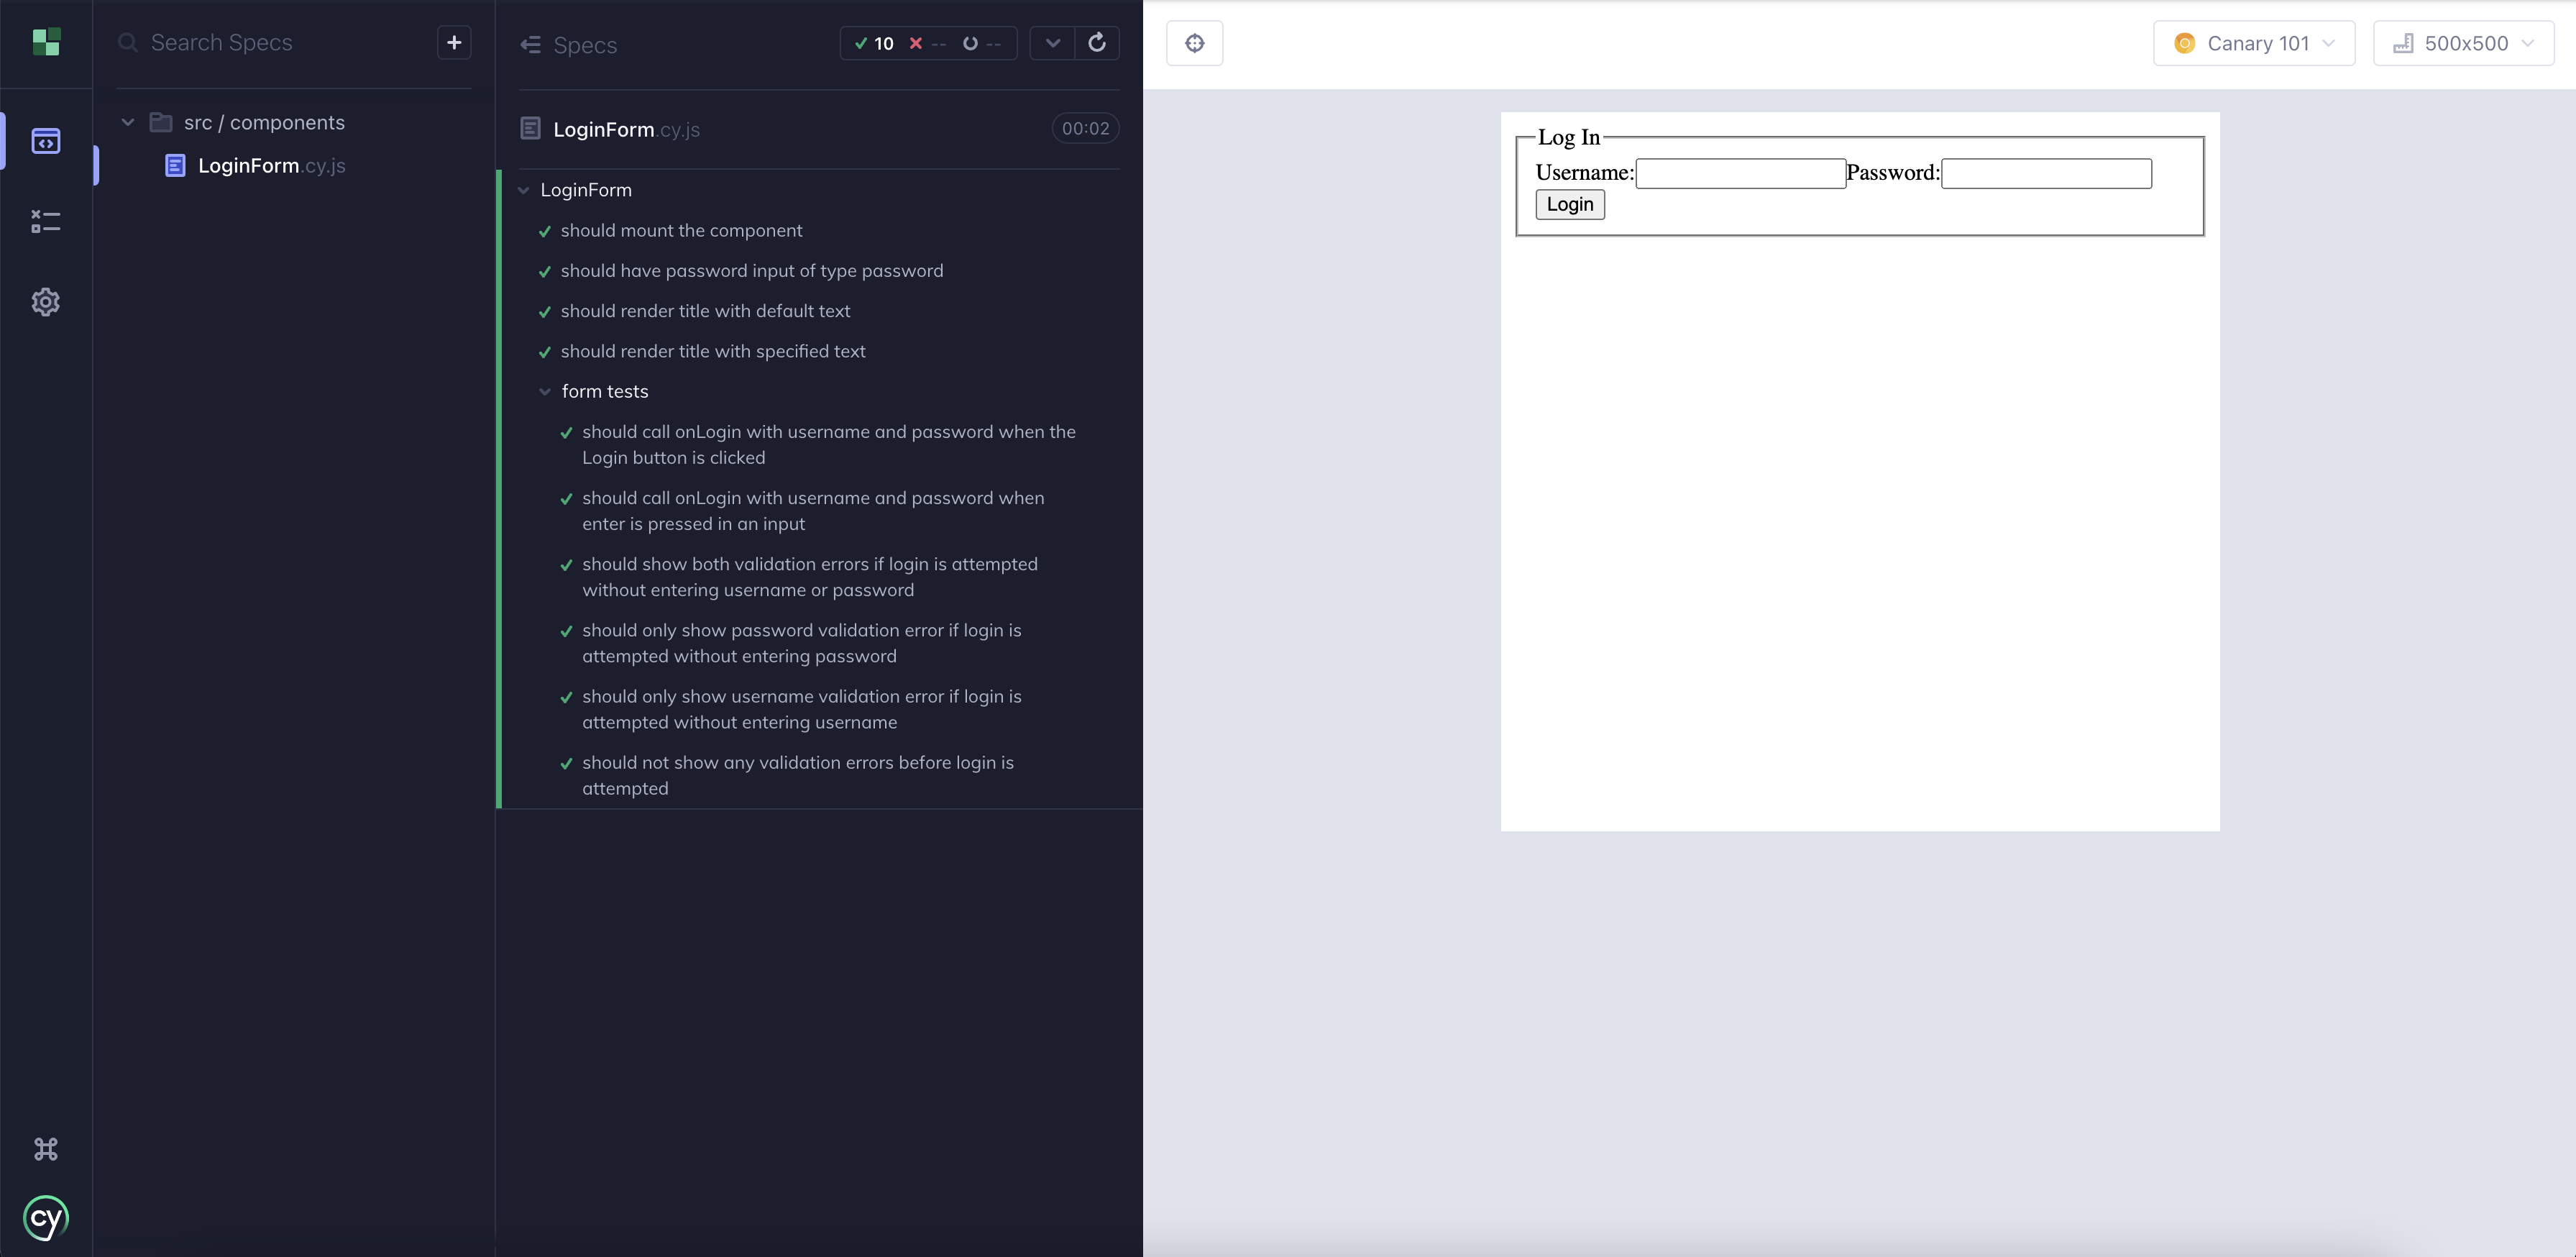 Search Specs
src / components
LoginForm.cy.js
Specs
10 -- --
LoginForm.cy.js 00:02
LoginForm
should mount the component
should have password input of type password
should render title with default text
should render title with specified text
form tests
should call onLogin with username and password when the
Login button is clicked
should call onLogin with username and password when
enter is pressed in an input
should show both validation errors if login is attempted
without entering username or password
should only show password validation error if login is
attempted without entering password
should only show username validation error if login is
attempted without entering username
should not show any validation errors before login is
attempted
cy
Canary 101 500x500
Log In
Username: Password:
Login